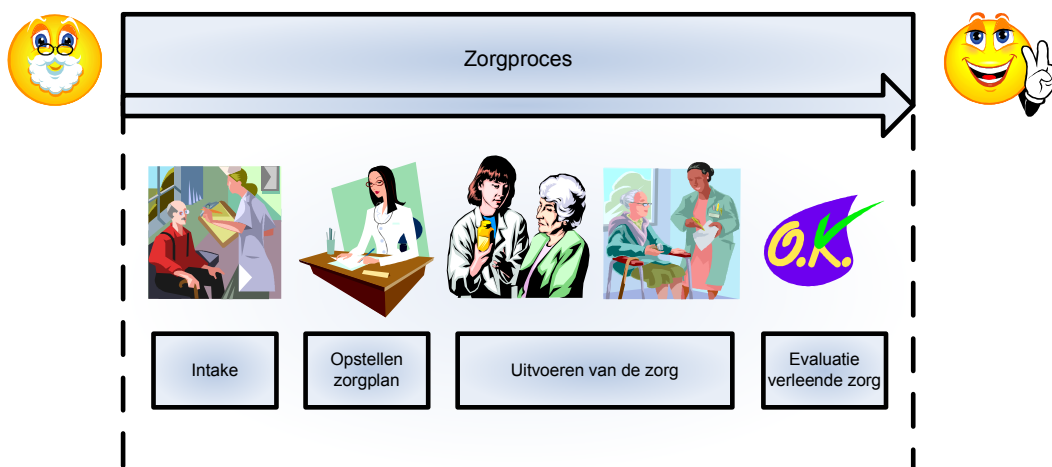 Zorgproces
O.K.
Intake
Opstellen
zorgplan
Uitvoeren van de zorg
Evaluatie
verleende zorg